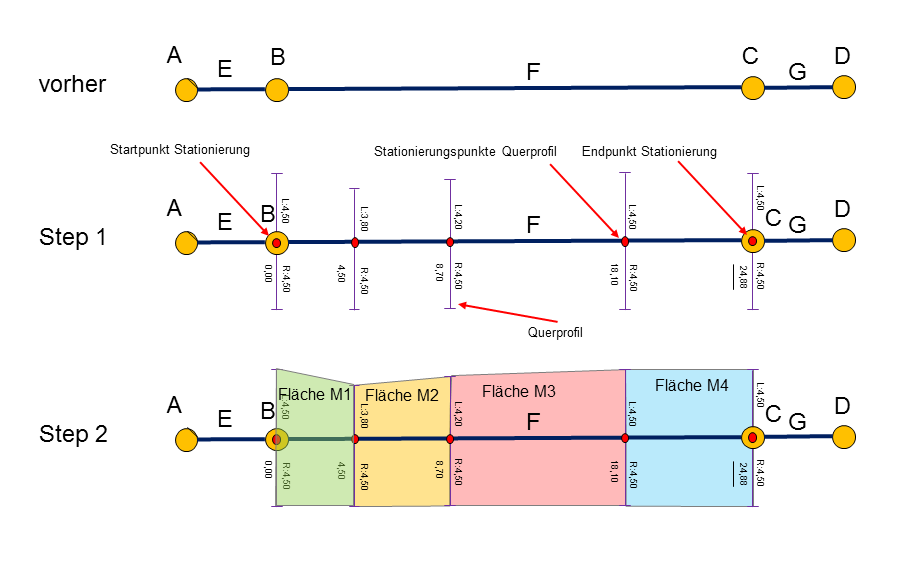 vorher
A
E
B
F
C
G
D
Startpunkt Stationierung
Stationierungspunkte Querprofil
Endpunkt Stationierung
Step 1
A
E
B
F
C
G
D
L:4,50
L:3,80
L:4,20
L:4,50
L:4,50
0,00
R:4,50
4,50
R:4,50
8,70
R:4,50
18,10
R:4,50
24,88
R:4,50
Querprofil
Step 2
Fläche M1
Fläche M2
Fläche M3
Fläche M4
A
E
B
F
C
G
D
L:4,50
L:3,80
L:4,20
L:4,50
L:4,50
0,00
R:4,50
4,50
R:4,50
8,70
R:4,50
18,10
R:4,50
24,88
R:4,50